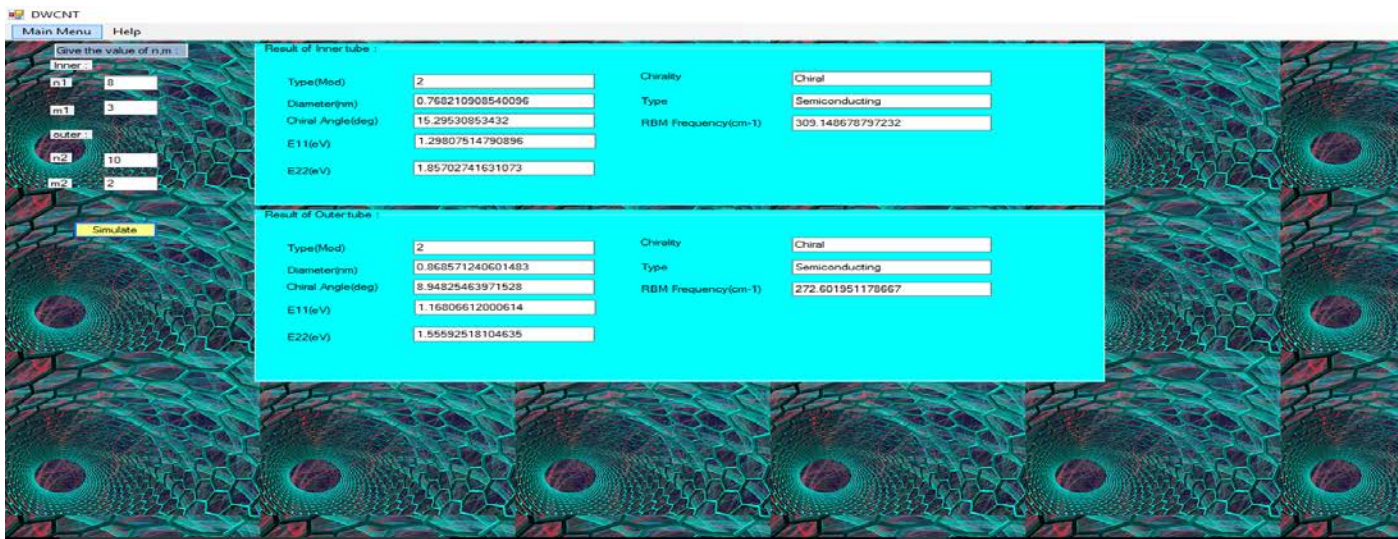 DWCNT
Main Menu Help
Give the value of n,m :
Inner :
n1 8
m1 3
outer :
n2 10
m2 2
Simulate
Result of Inner tube :
Type(Mod) 2
Diameter(nm) 0.768210908540096
Chiral Angle(deg) 15.29530853432
E11(eV) 1.29807514790896
E22(eV) 1.85702741631073
Chirality Chiral
Type Semiconducting
RBM Frequency(cm-1) 309.148678797232
Result of Outer tube :
Type(Mod) 2
Diameter(nm) 0.868571240601483
Chiral Angle(deg) 8.94825463971528
E11(eV) 1.16806612000614
E22(eV) 1.55592518104635
Chirality Chiral
Type Semiconducting
RBM Frequency(cm-1) 272.601951178667